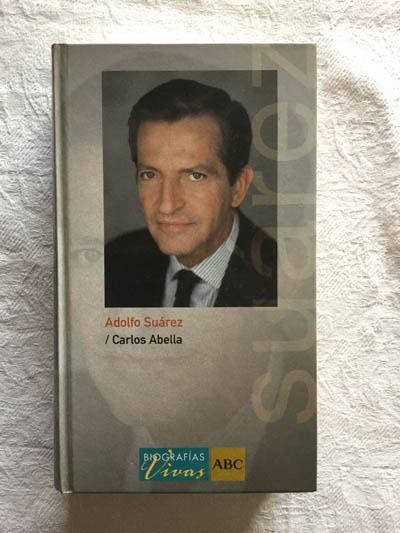 suárez
Adolfo Suárez
/ Carlos Abella
BIOGRAFÍAS
Vivas
ABC